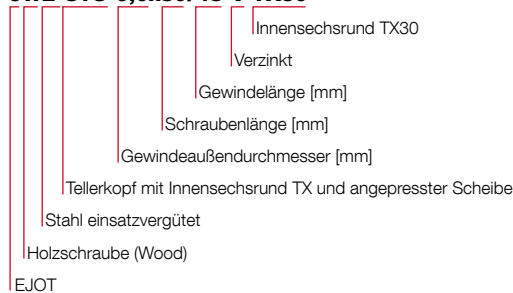 Innensechsrund TX30
Verzinkt
Gewindelänge [mm]
Schraubenlänge [mm]
Gewindeaußendurchmesser [mm]
Tellerkopf mit Innensechsrund TX und angepresster Scheibe
Stahl einsatzvergütet
Holzschraube (Wood)
EJOT